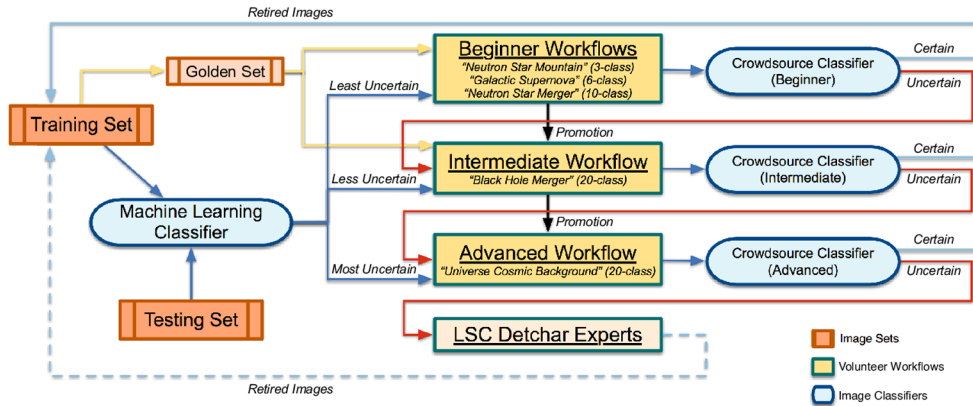 Retired Images
Beginner Workflows
"Neutron Star Mountain" (3-class)
"Galactic Supernova" (6-class)
"Neutron Star Merger" (10-class)
Crowdsource Classifier
(Beginner)
Certain
Uncertain
Golden Set
Least Uncertain
Training Set
Promotion
Intermediate Workflow
"Black Hole Merger" (20-class)
Crowdsource Classifier
(Intermediate)
Certain
Uncertain
Less Uncertain
Machine Learning
Classifier
Promotion
Advanced Workflow
"Universe Cosmic Background" (20-class)
Crowdsource Classifier
(Advanced)
Certain
Uncertain
Most Uncertain
Testing Set
LSC Detchar Experts
Retired Images
Image Sets
Volunteer Workflows
Image Classifiers